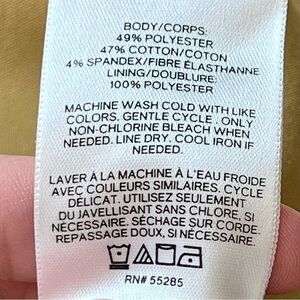 BODY/CORPS:
49% POLYESTER
47% COTTON/COTON
4% SPANDEX/FIBRE ÉLASTHANNE
LINING/DOUBLURE:
100% POLYESTER
MACHINE WASH COLD WITH LIKE
COLORS. GENTLE CYCLE . ONLY
NON-CHLORINE BLEACH WHEN
NEEDED. LINE DRY. COOL IRON IF
NEEDED.
LAVER À LA MACHINE À L'EAU FROIDE
AVEC COULEURS SIMILAIRES. CYCLE
DÉLICAT. UTILISEZ SEULEMENT
DU JAVELLISANT SANS CHLORE, SI
NÉCESSAIRE. SÉCHAGE SUR CORDE.
REPASSAGE DOUX, SI NÉCESSAIRE.
RN# 55285